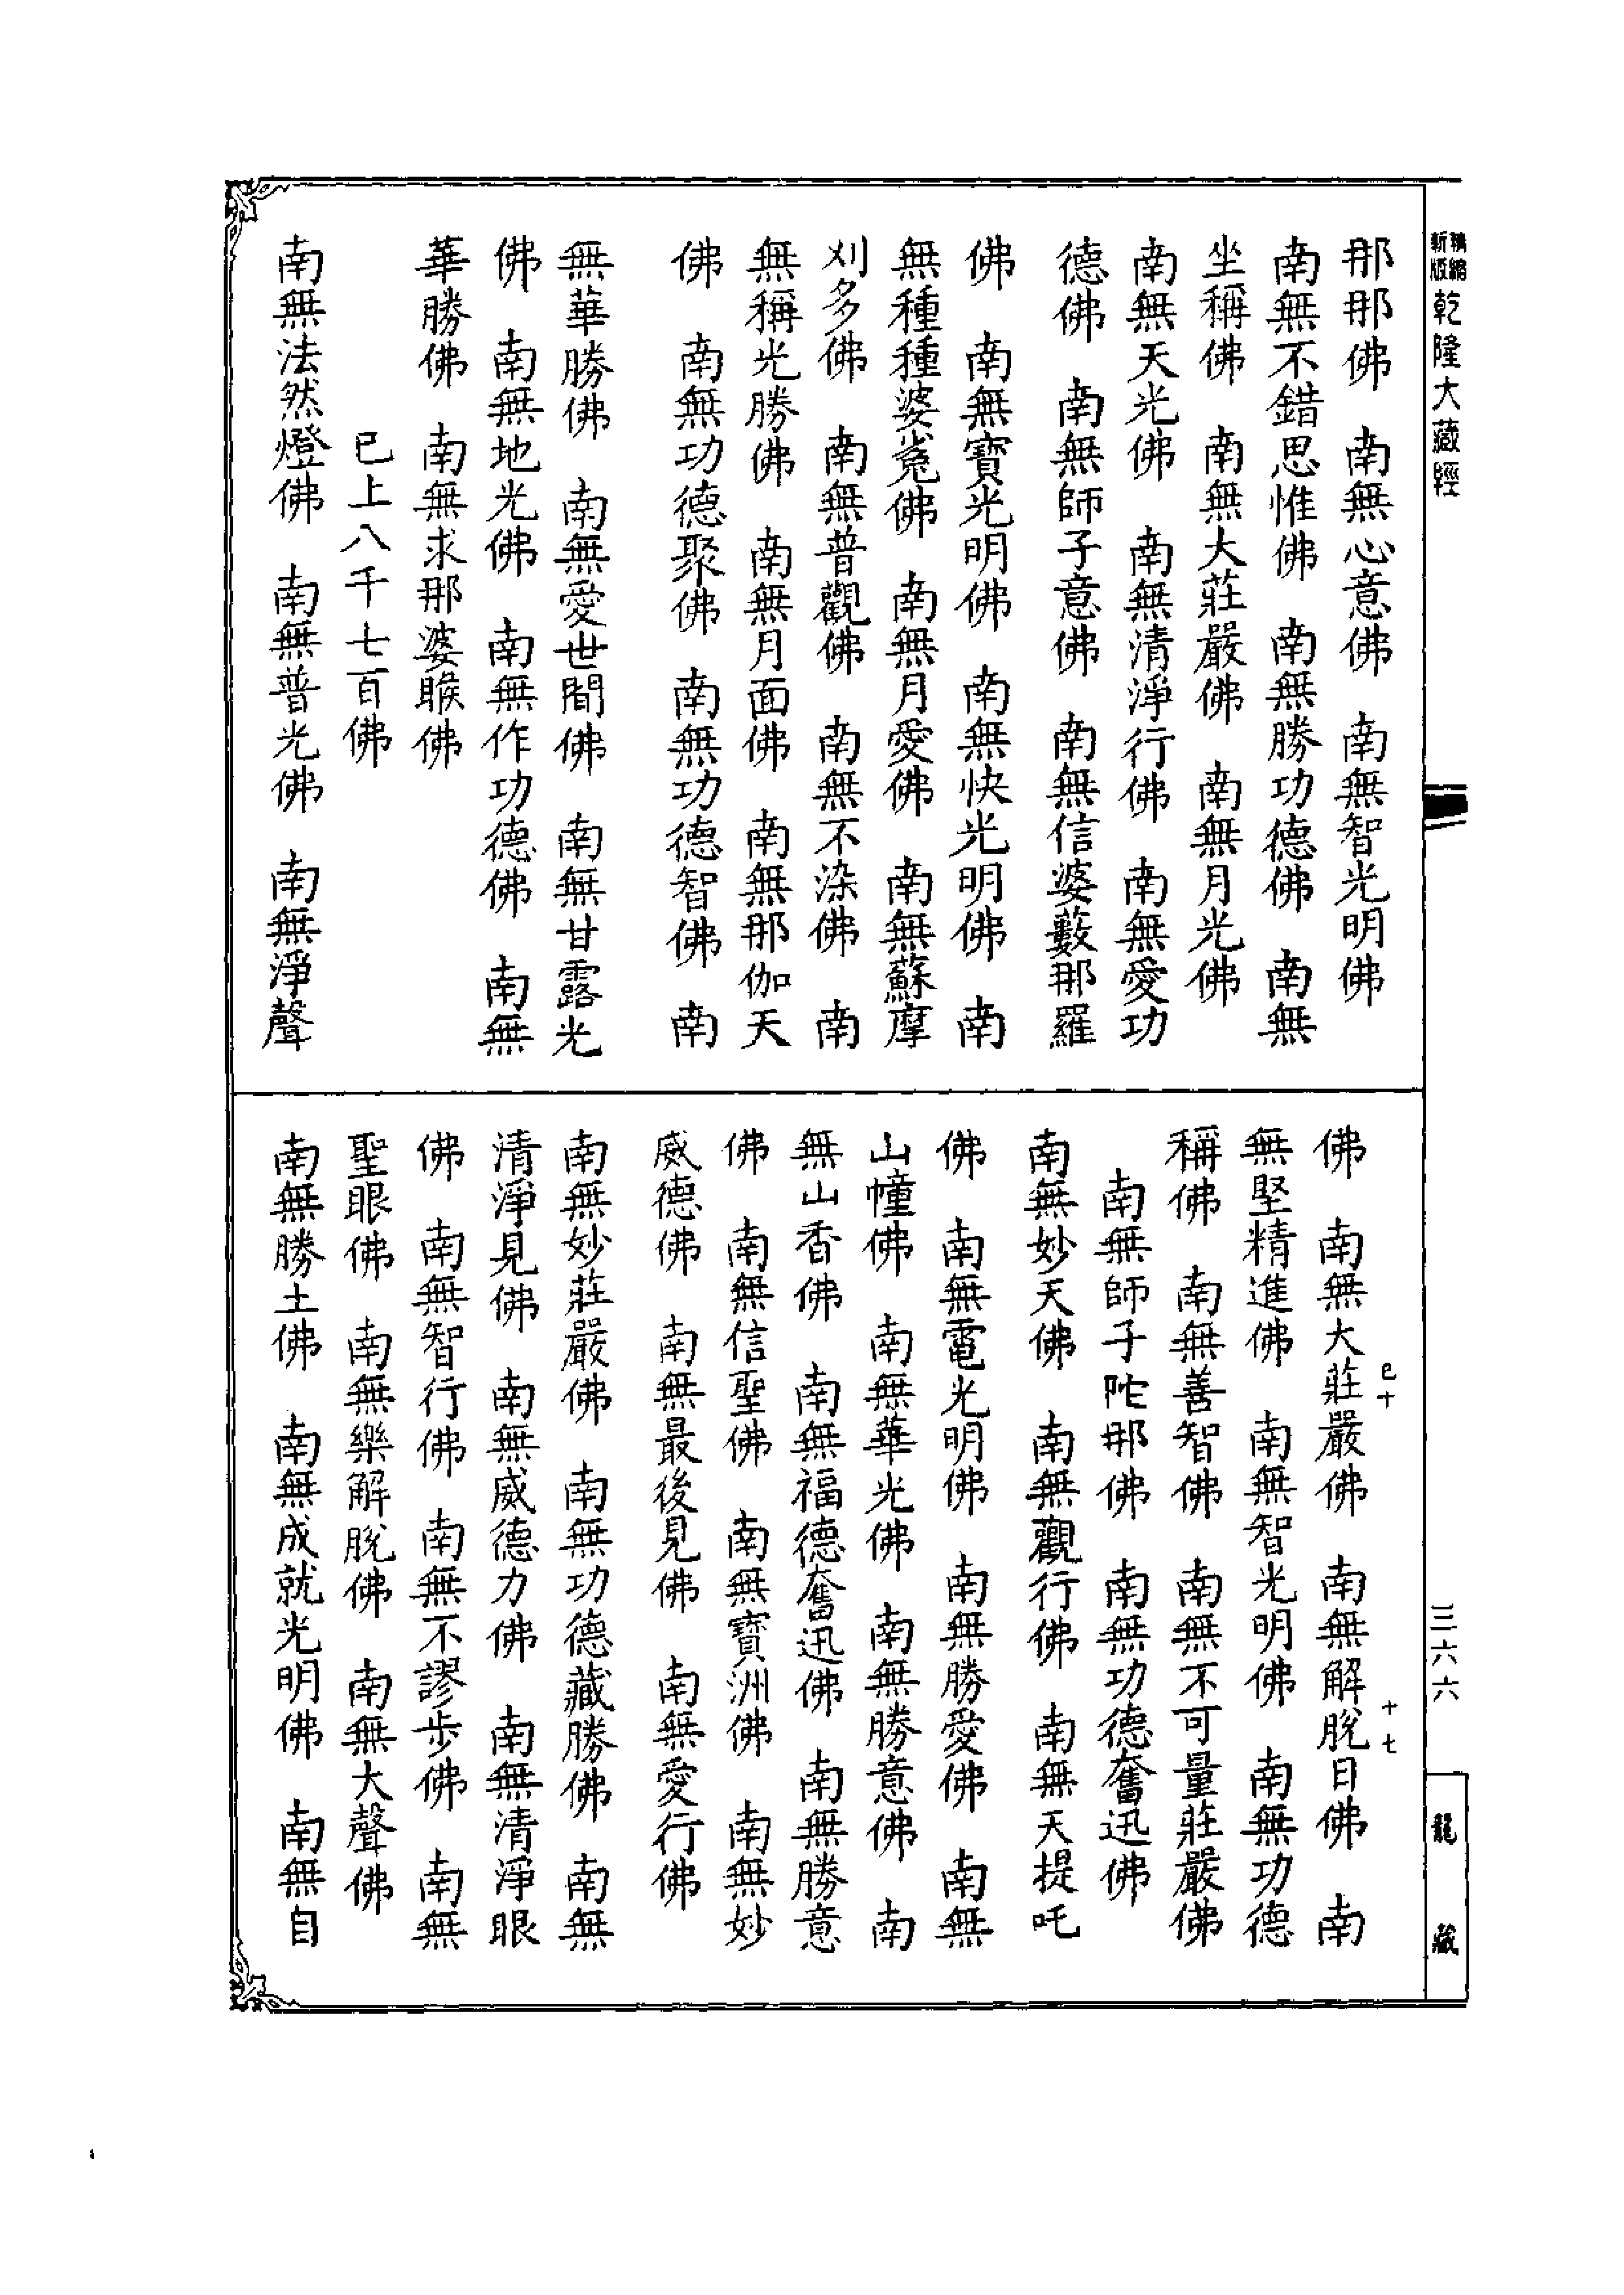 精縮新版乾隆大藏經
三六六
龍藏
那那佛　南無心意佛　南無智光明佛
南無不錯思惟佛　南無勝功德佛　南無
坐稱佛　南無大莊嚴佛　南無月光佛
南無天光佛　南無清淨行佛　南無愛功
德佛　南無師子意佛　南無信婆藪那羅
佛　南無寶光明佛　南無快光明佛　南
無種種婆㝹佛　南無月愛佛　南無蘇摩
刈多佛　南無普觀佛　南無不染佛　南
無稱光勝佛　南無月面佛　南無那伽天
佛　南無功德聚佛　南無功德智佛　南
無華勝佛　南無愛世間佛　南無甘露光
佛　南無地光佛　南無作功德佛　南無
華勝佛　南無求那婆睺佛
已上八千七百佛
南無法然燈佛　南無普光佛　南無淨聲
佛　南無大莊嚴佛　南無解脫日佛　南
無堅精進佛　南無智光明佛　南無功德
稱佛　南無善智佛　南無不可量莊嚴佛
南無師子陀那佛　南無功德奮迅佛
南無妙天佛　南無觀行佛　南無天提吒
佛　南無電光明佛　南無勝愛佛　南無
山幢佛　南無華光佛　南無勝意佛　南
無山香佛　南無福德奮迅佛　南無勝意
佛　南無信聖佛　南無寶洲佛　南無妙
威德佛　南無最後見佛　南無愛行佛
南無妙莊嚴佛　南無功德藏勝佛　南無
清淨見佛　南無威德力佛　南無清淨眼
佛　南無智行佛　南無不謬步佛　南無
聖眼佛　南無樂解脫佛　南無大聲佛
南無勝土佛　南無成就光明佛　南無自
已十
十七